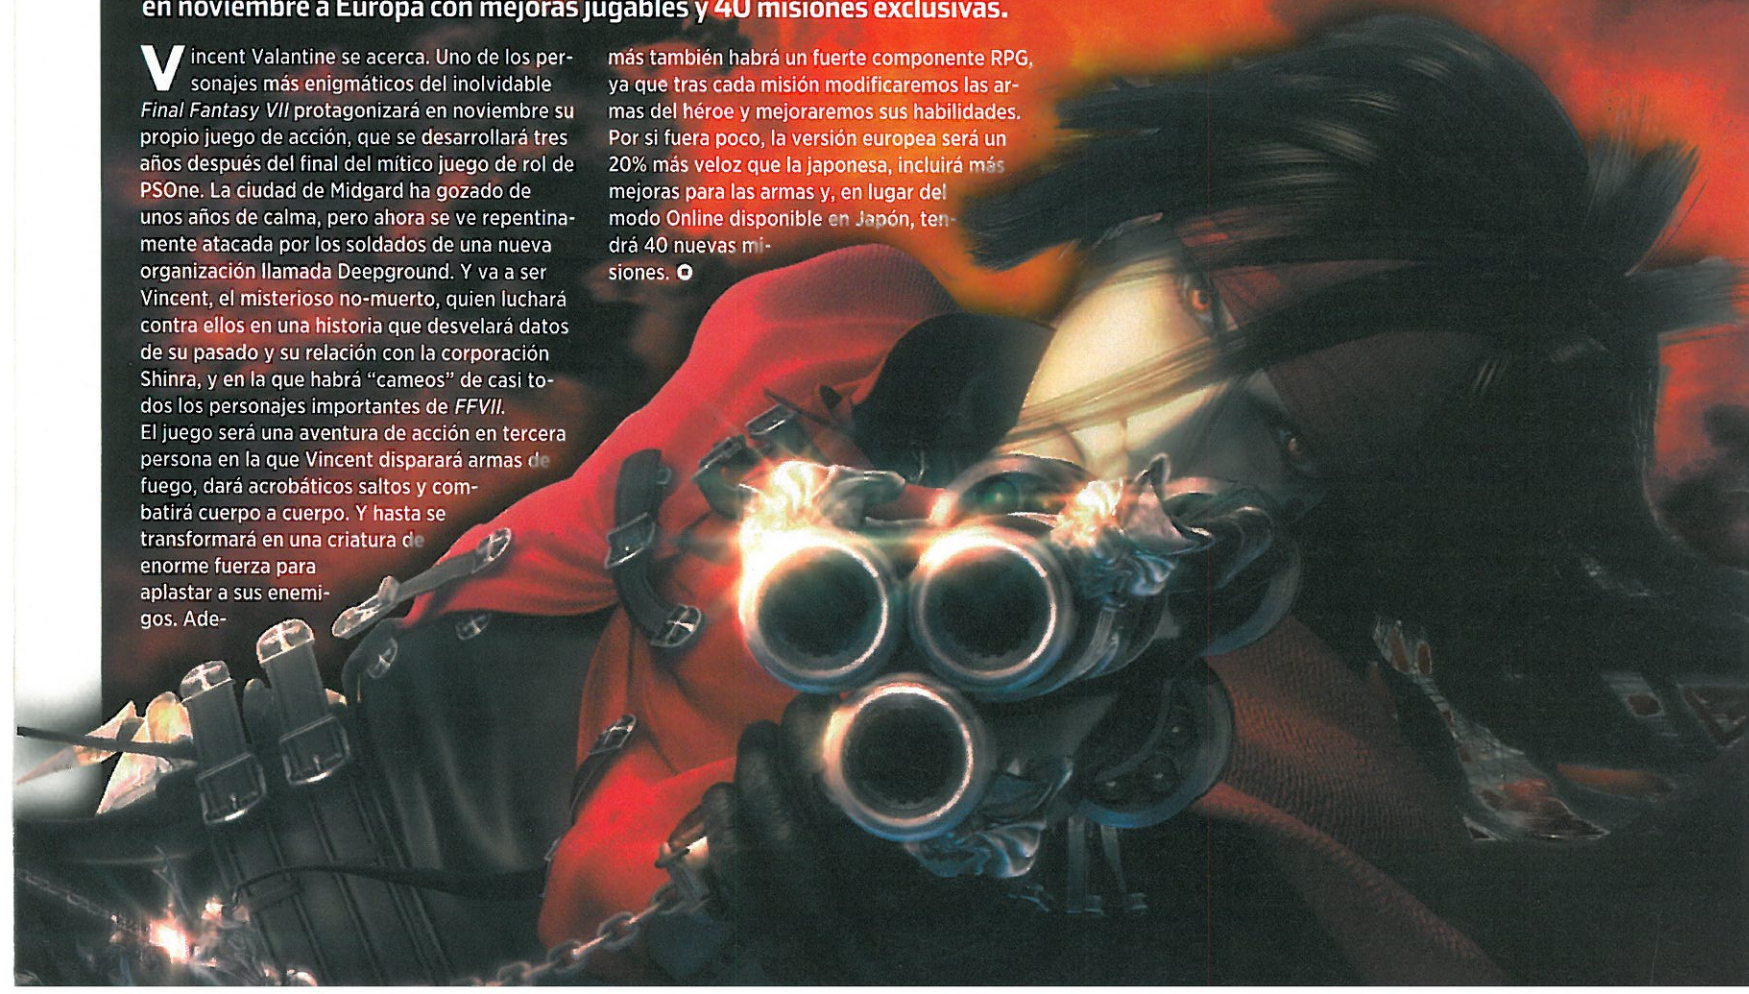 en noviembre a Europa con mejoras jugables y 40 misiones exclusivas.
Vincent Valantine se acerca. Uno de los per-
sonajes más enigmáticos del inolvidable
Final Fantasy VII protagonizará en noviembre su
propio juego de acción, que se desarrollará tres
años después del final del mítico juego de rol de
PSOne. La ciudad de Midgard ha gozado de
unos años de calma, pero ahora se ve repentina-
mente atacada por los soldados de una nueva
organización llamada Deepground. Y va a ser
Vincent, el misterioso no-muerto, quien luchará
contra ellos en una historia que desvelará datos
de su pasado y su relación con la corporación
Shinra, y en la que habrá “cameos” de casi to-
dos los personajes importantes de FFVII.
El juego será una aventura de acción en tercera
persona en la que Vincent disparará armas de
fuego, dará acrobáticos saltos y com-
batirá cuerpo a cuerpo. Y hasta se
transformará en una criatura de
enorme fuerza para
aplastar a sus enemi-
gos. Ade-
más también habrá un fuerte componente RPG,
ya que tras cada misión modificaremos las ar-
mas del héroe y mejoraremos sus habilidades.
Por si fuera poco, la versión europea será un
20% más veloz que la japonesa, incluirá más
mejoras para las armas y, en lugar del
modo Online disponible en Japón, ten-
drá 40 nuevas mi-
siones.